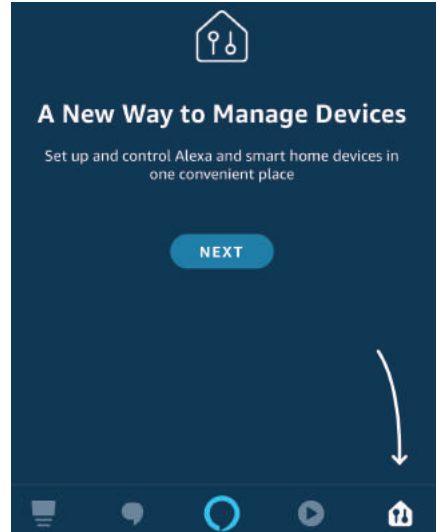 A New Way to Manage Devices
Set up and control Alexa and smart home devices in
one convenient place
NEXT